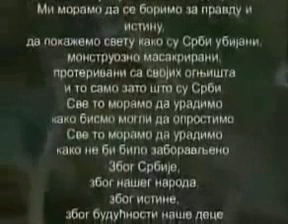 Ми морамо да се боримо за правду и
истину,
да покажемо свету како су Срби убијани,
монструозно масакрирани,
протеривани са својих огњишта
и то само зато што су Срби
Све то морамо да урадимо
како бисмо могли да опростимо
Све то морамо да урадимо
како не би било заборављено
Због Србије,
због нашег народа,
због истине,
због будућности наше деце